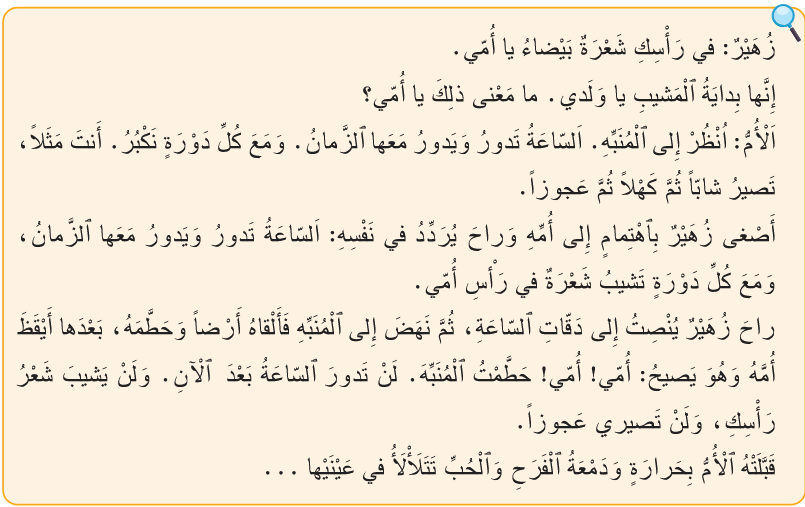 زُهَيْرٌ: في رَأْسِكِ شَعْرَةٌ بَيْضاءُ يا أُمّي.
إِنَّها بِدايَةُ ٱلْمَشيبِ يا وَلَدي. ما مَعْنى ذلِكَ يا أُمّي؟
اَلْأُمُّ: اُنْظُرْ إِلى ٱلْمُنَبِّهِ. اَلسّاعَةُ تَدورُ وَيَدورُ مَعَها ٱلزَّمانُ. وَمَعَ كُلِّ دَوْرَةٍ نَكْبُرُ. أَنتَ مَثَلاً،
تَصيرُ شابّاً ثُمَّ كَهْلاً ثُمَّ عَجوزاً.
أَصْغى زُهَيْرٌ بِٱهْتِمامٍ إِلى أُمِّهِ وَراحَ يُرَدِّدُ في نَفْسِهِ: اَلسّاعَةُ تَدورُ وَيَدورُ مَعَها ٱلزَّمانُ،
وَمَعَ كُلِّ دَوْرَةٍ تَشيبُ شَعْرَةٌ في رَأْسِ أُمّي.
راحَ زُهَيْرٌ يُنْصِتُ إِلى دَقّاتِ ٱلسّاعَةِ، ثُمَّ نَهَضَ إِلى ٱلْمُنَبِّهِ فَأَلْقاهُ أَرْضاً وَحَطَّمَهُ، بَعْدَها أَيْقَظَ
أُمَّهُ وَهُوَ يَصيحُ: أُمّي! أُمّي! حَطَّمْتُ ٱلْمُنَبِّهَ. لَنْ تَدورَ ٱلسّاعَةُ بَعْدَ ٱلْآنِ. وَلَنْ يَشيبَ شَعْرُ
رَأْسِكِ، وَلَنْ تَصيري عَجوزاً.
قَبَّلَتْهُ ٱلْأُمُّ بِحَرارَةٍ وَدَمْعَةُ ٱلْفَرَحِ وَٱلْحُبِّ تَتَلَأْلَأُ في عَيْنَيْها ...